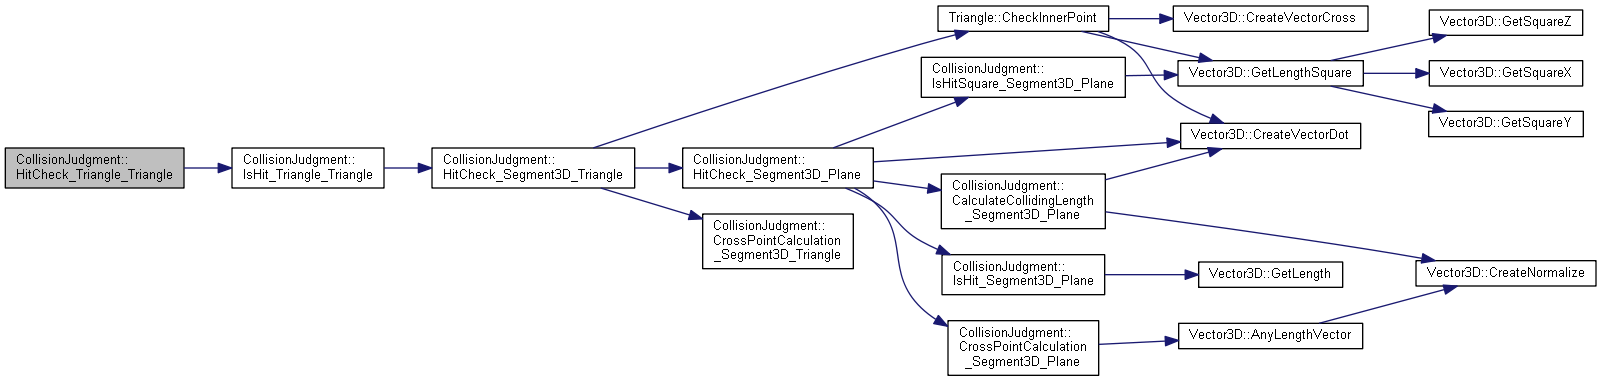 CollisionJudgment::
HitCheck_Triangle_Triangle
CollisionJudgment::
IsHit_Triangle_Triangle
CollisionJudgment::
HitCheck_Segment3D_Triangle
Triangle::CheckInnerPoint
CollisionJudgment::
HitCheck_Segment3D_Plane
CollisionJudgment::
CrossPointCalculation
_Segment3D_Triangle
CollisionJudgment::
IsHitSquare_Segment3D_Plane
CollisionJudgment::
CalculateCollidingLength
_Segment3D_Plane
CollisionJudgment::
IsHit_Segment3D_Plane
CollisionJudgment::
CrossPointCalculation
_Segment3D_Plane
Vector3D::CreateVectorCross
Vector3D::GetLengthSquare
Vector3D::CreateVectorDot
Vector3D::GetLength
Vector3D::AnyLengthVector
Vector3D::GetSquareZ
Vector3D::GetSquareX
Vector3D::GetSquareY
Vector3D::CreateNormalize